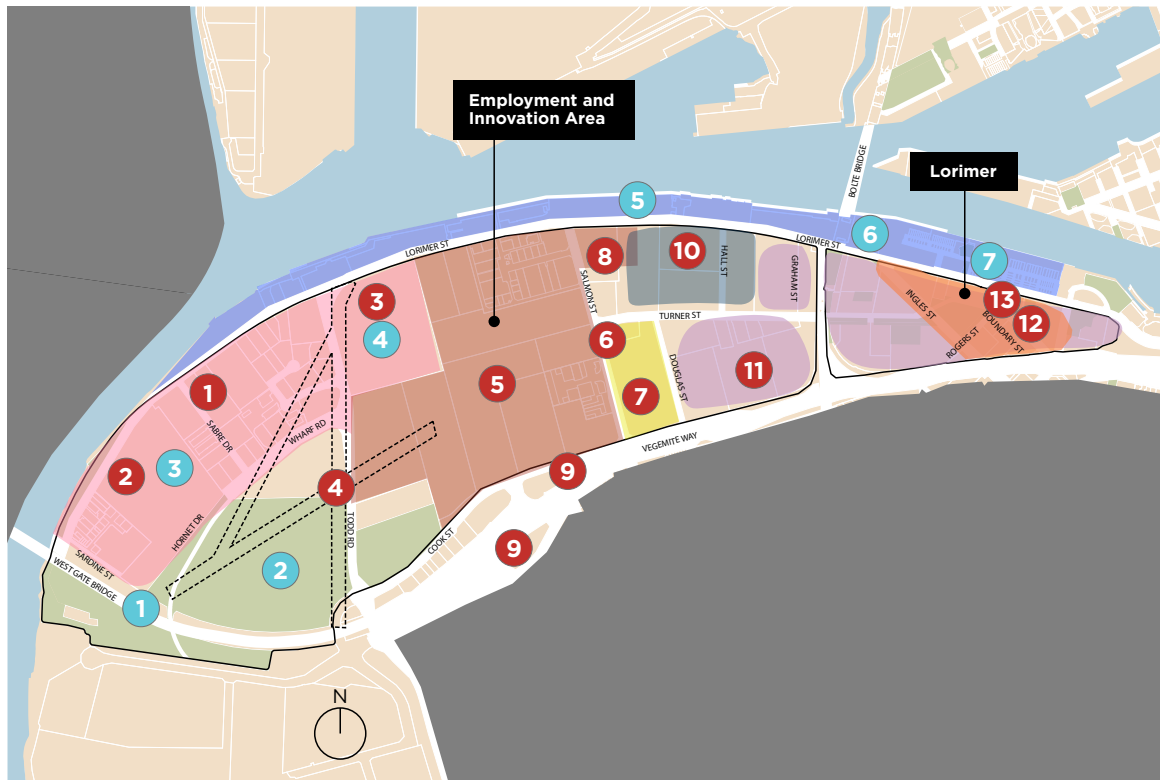 Employment and
Innovation Area
BOLTE BRIDGE
Lorimer
5
6
7
LORIMER ST
LORIMER ST
8
10
HALL ST
GRAHAM ST
3
4
SALMON ST
INGLES ST
13
BOUNDARY ST
12
ROGERS ST
TURNER ST
6
5
7
DOUGLAS ST
11
1
SABRE DR
WHARF RD
2
3
VEGEMITE WAY
9
4
HORNET DR
TODD RD
COOK ST
9
SARDINE ST
WEST GATE BRIDGE
2
1
N